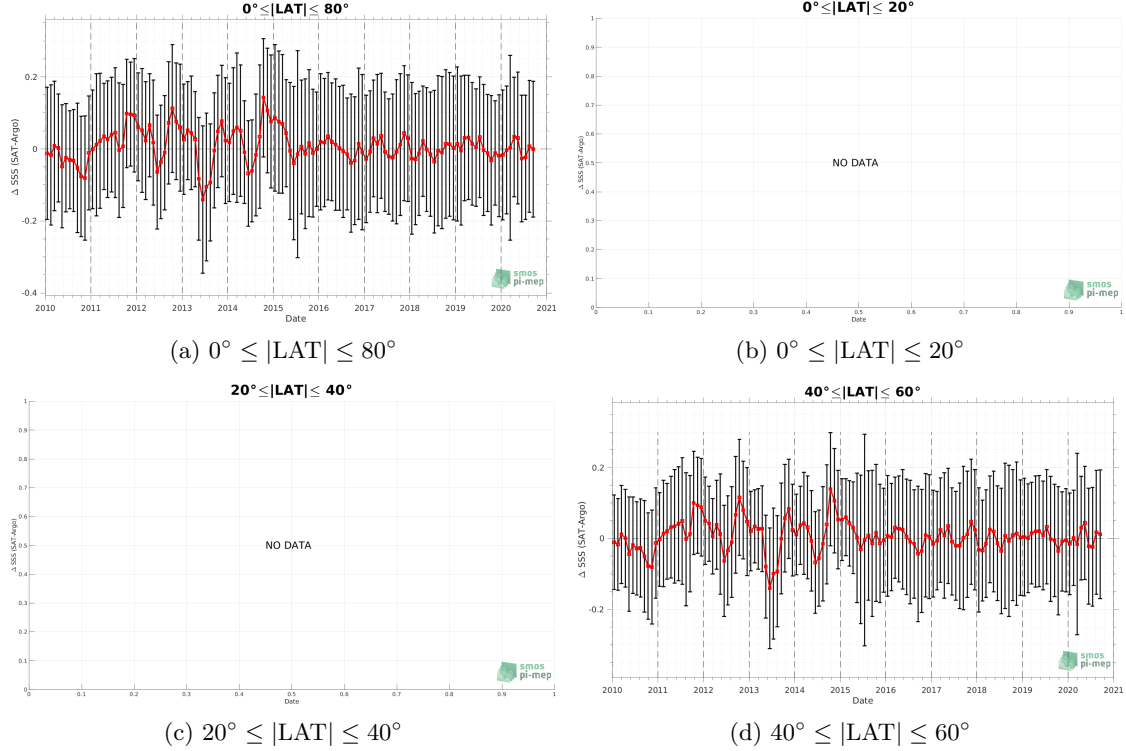 0°≤|LAT|≤ 80°
Δ SSS (SAT-Argo)
0.2
0
-0.2
-0.4
2010 2011 2012 2013 2014 2015 2016 2017 2018 2019 2020 2021
Date
smos
pi-mep
(a) 0° ≤ |LAT| ≤ 80°
0°≤|LAT|≤ 20°
Δ SSS (SAT-Argo)
1
0.9
0.8
0.7
0.6
0.5
0.4
0.3
0.2
0.1
0
NO DATA
0 0.1 0.2 0.3 0.4 0.5 0.6 0.7 0.8 0.9 1
Date
smos
pi-mep
(b) 0° ≤ |LAT| ≤ 20°
20°≤|LAT|≤ 40°
Δ SSS (SAT-Argo)
1
0.9
0.8
0.7
0.6
0.5
0.4
0.3
0.2
0.1
0
NO DATA
0 0.1 0.2 0.3 0.4 0.5 0.6 0.7 0.8 0.9 1
Date
smos
pi-mep
(c) 20° ≤ |LAT| ≤ 40°
40°≤|LAT|≤ 60°
Δ SSS (SAT-Argo)
0.2
0
-0.2
2010 2011 2012 2013 2014 2015 2016 2017 2018 2019 2020 2021
Date
smos
pi-mep
(d) 40° ≤ |LAT| ≤ 60°